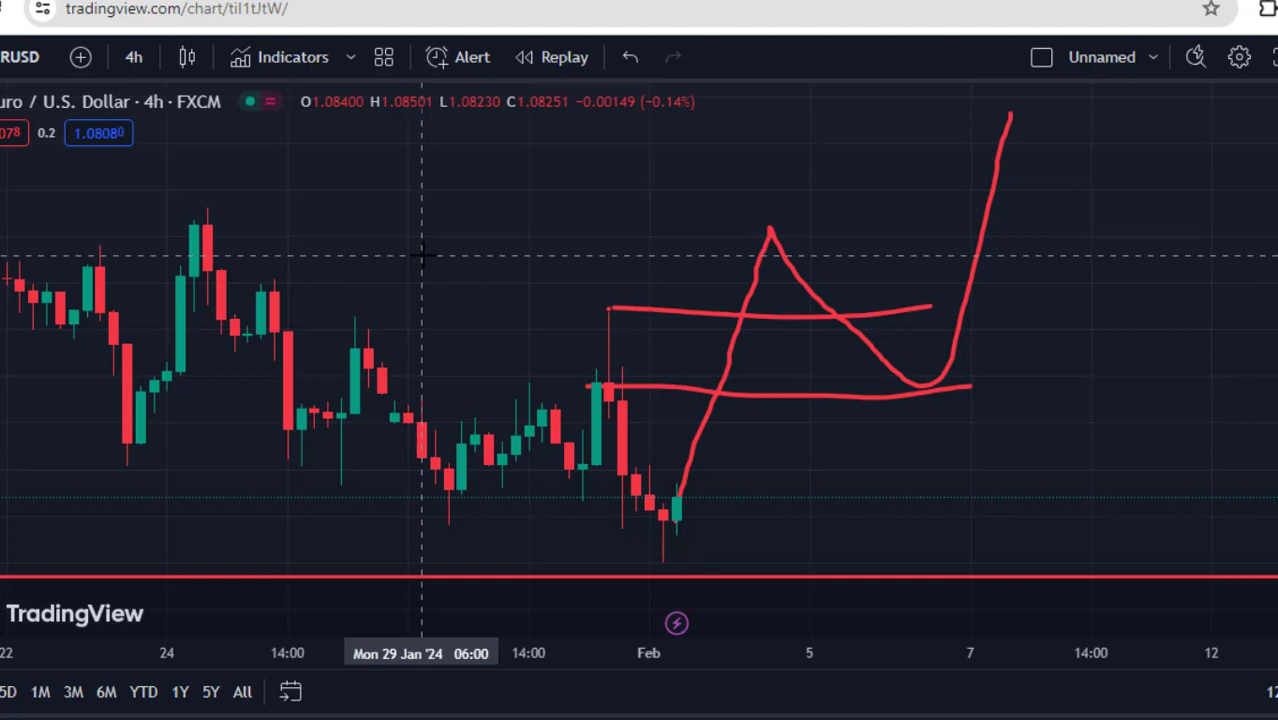 tradingview.com/chart/til1tJtW/
RUSD 4h Indicators Alert Replay Unnamed
uro / U.S. Dollar · 4h · FXCM O1.08400 H1.08501 L1.08230 C1.08251 −0.00149 (−0.14%)
078 0.2 1.08080
TradingView
22 24 14:00 Mon 29 Jan '24 06:00 14:00 Feb 5 7 14:00 12
5D 1M 3M 6M YTD 1Y 5Y All 12